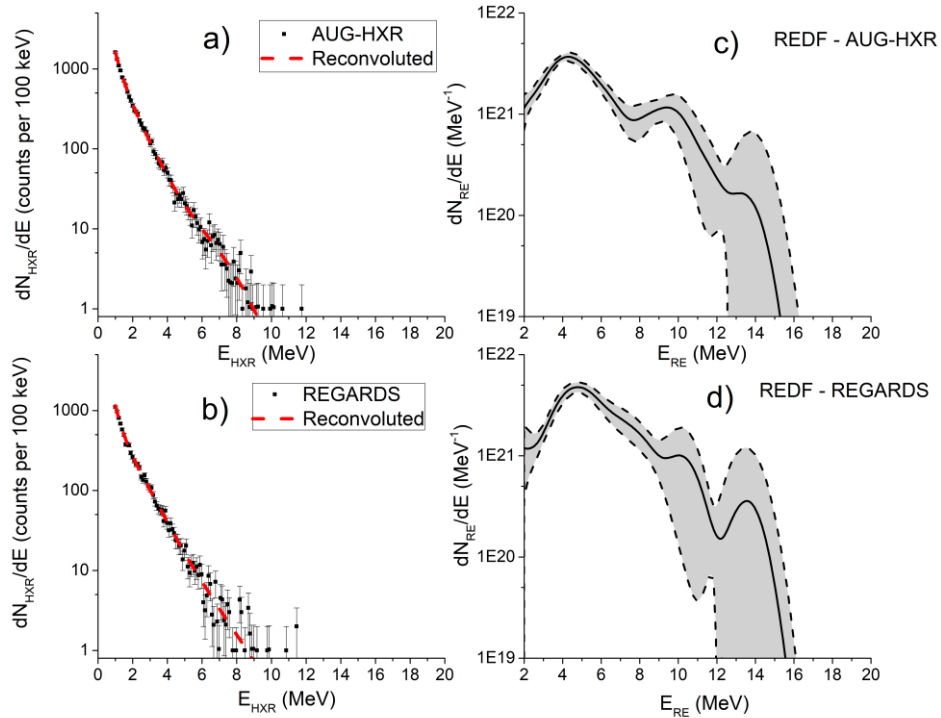 a)
AUG-HXR
Reconvoluted
1000
100
10
1
dN_HXR/dE (counts per 100 keV)
0 2 4 6 8 10 12 14 16 18 20
E_HXR (MeV)
c)
REDF - AUG-HXR
1E22
1E21
1E20
1E19
dN_RE/dE (MeV⁻¹)
2 4 6 8 10 12 14 16 18 20
E_RE (MeV)
b)
REGARDS
Reconvoluted
1000
100
10
1
dN_HXR/dE (counts per 100 keV)
0 2 4 6 8 10 12 14 16 18 20
E_HXR (MeV)
d)
REDF - REGARDS
1E22
1E21
1E20
1E19
dN_RE/dE (MeV⁻¹)
2 4 6 8 10 12 14 16 18 20
E_RE (MeV)